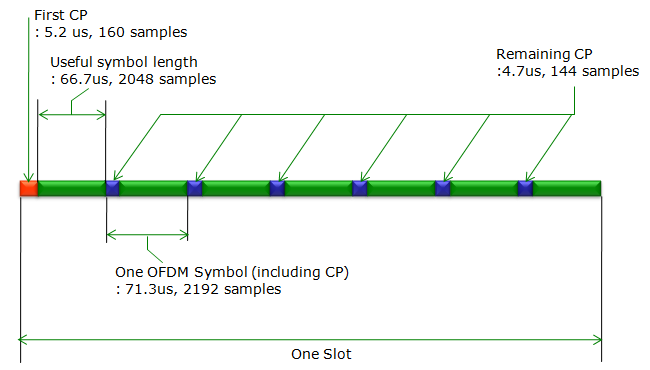 First CP
: 5.2 us, 160 samples
Useful symbol length
: 66.7us, 2048 samples
Remaining CP
:4.7us, 144 samples
One OFDM Symbol (including CP)
: 71.3us, 2192 samples
One Slot